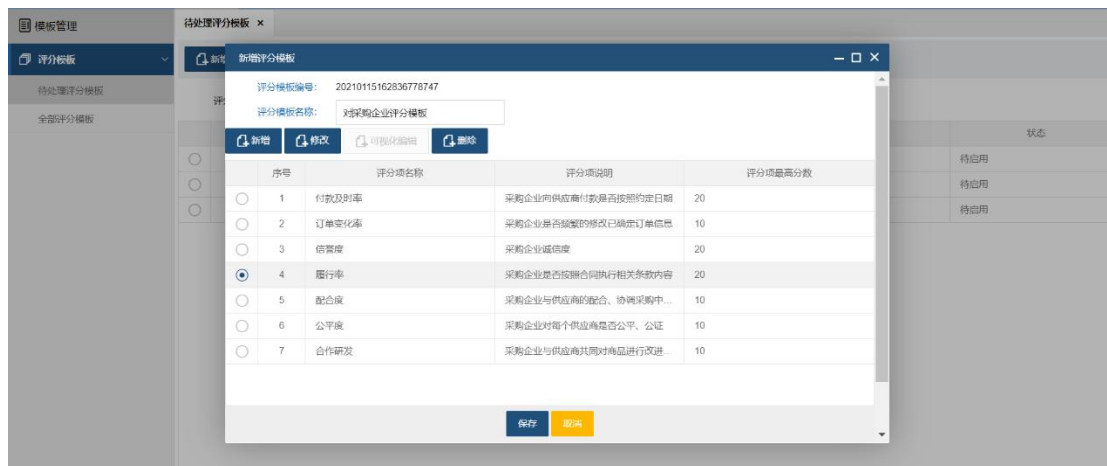 模板管理
待处理评分模板 ×
评分模板
新增评分模板
待处理评分模板
全部评分模板
评分模板编号: 20210115162836778747
评分模板名称: 对采购企业评分模板
新增 修改 可视化编辑 删除
状态
序号 评分项名称 评分项说明 评分项最高分数
待启用
待启用
待启用
1 付款及时率 采购企业向供应商付款是否按照约定日期 20
2 订单变化率 采购企业是否频繁的修改已确定订单信息 10
3 信誉度 采购企业诚信度 20
4 履行率 采购企业是否按照合同执行相关条款内容 20
5 配合度 采购企业与供应商的配合、协调采购中... 10
6 公平度 采购企业对每个供应商是否公平、公证 10
7 合作研发 采购企业与供应商共同对商品进行改进... 10
保存 取消